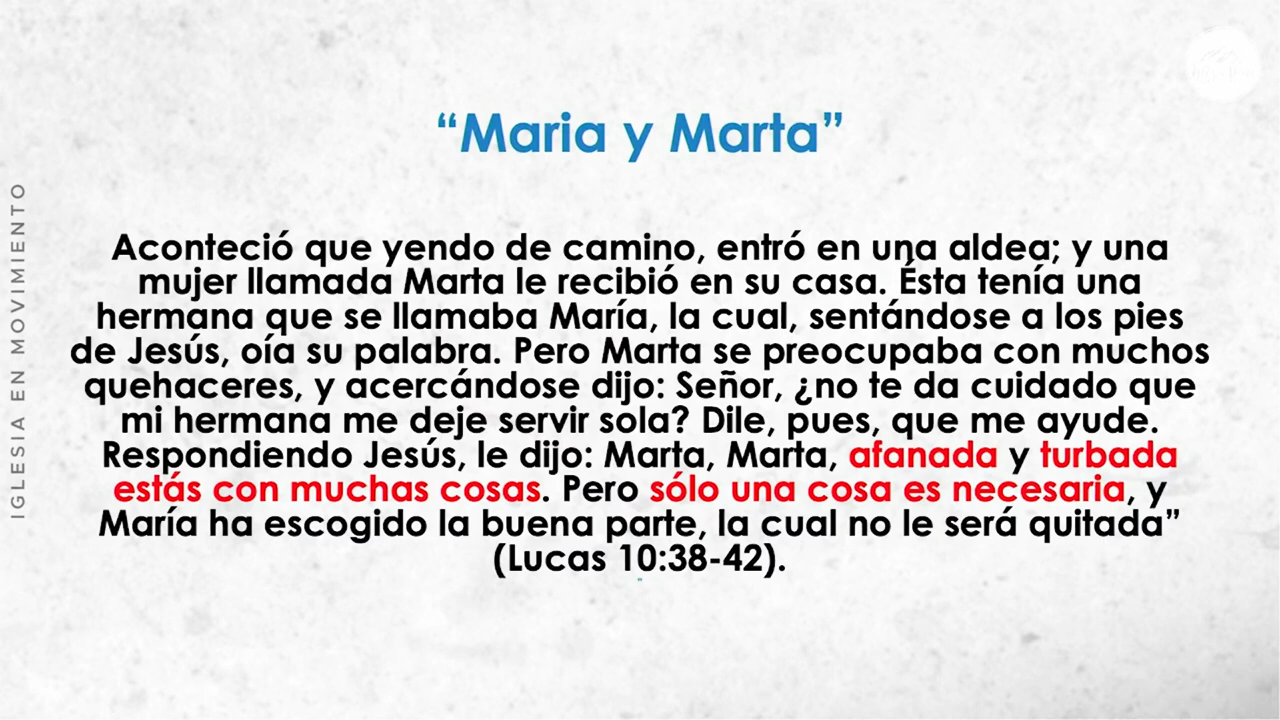 “Maria y Marta”
Aconteció que yendo de camino, entró en una aldea; y una
mujer llamada Marta le recibió en su casa. Ésta tenía una
hermana que se llamaba María, la cual, sentándose a los pies
de Jesús, oía su palabra. Pero Marta se preocupaba con muchos
quehaceres, y acercándose dijo: Señor, ¿no te da cuidado que
mi hermana me deje servir sola? Dile, pues, que me ayude.
Respondiendo Jesús, le dijo: Marta, Marta, afanada y turbada
estás con muchas cosas. Pero sólo una cosa es necesaria, y
María ha escogido la buena parte, la cual no le será quitada”
(Lucas 10:38-42).
IGLESIA EN MOVIMIENTO